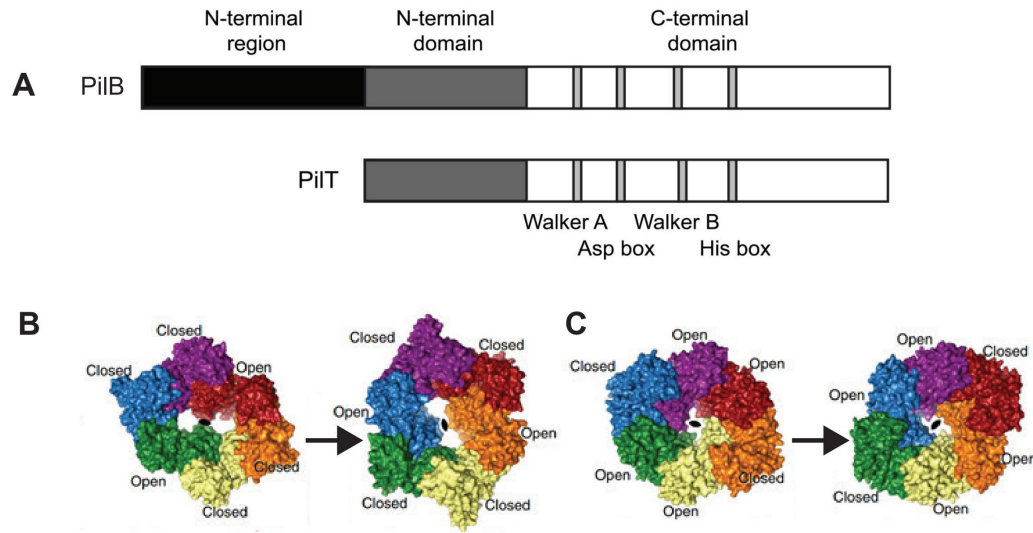 N-terminal region
N-terminal domain
C-terminal domain
A
PilB
PilT
Walker A
Walker B
Asp box
His box
B
Closed
Closed
Open
Open
Closed
Closed
Closed
Closed
Open
Open
Closed
Closed
C
Open
Closed
Open
Open
Closed
Open
Open
Closed
Open
Open
Closed
Open